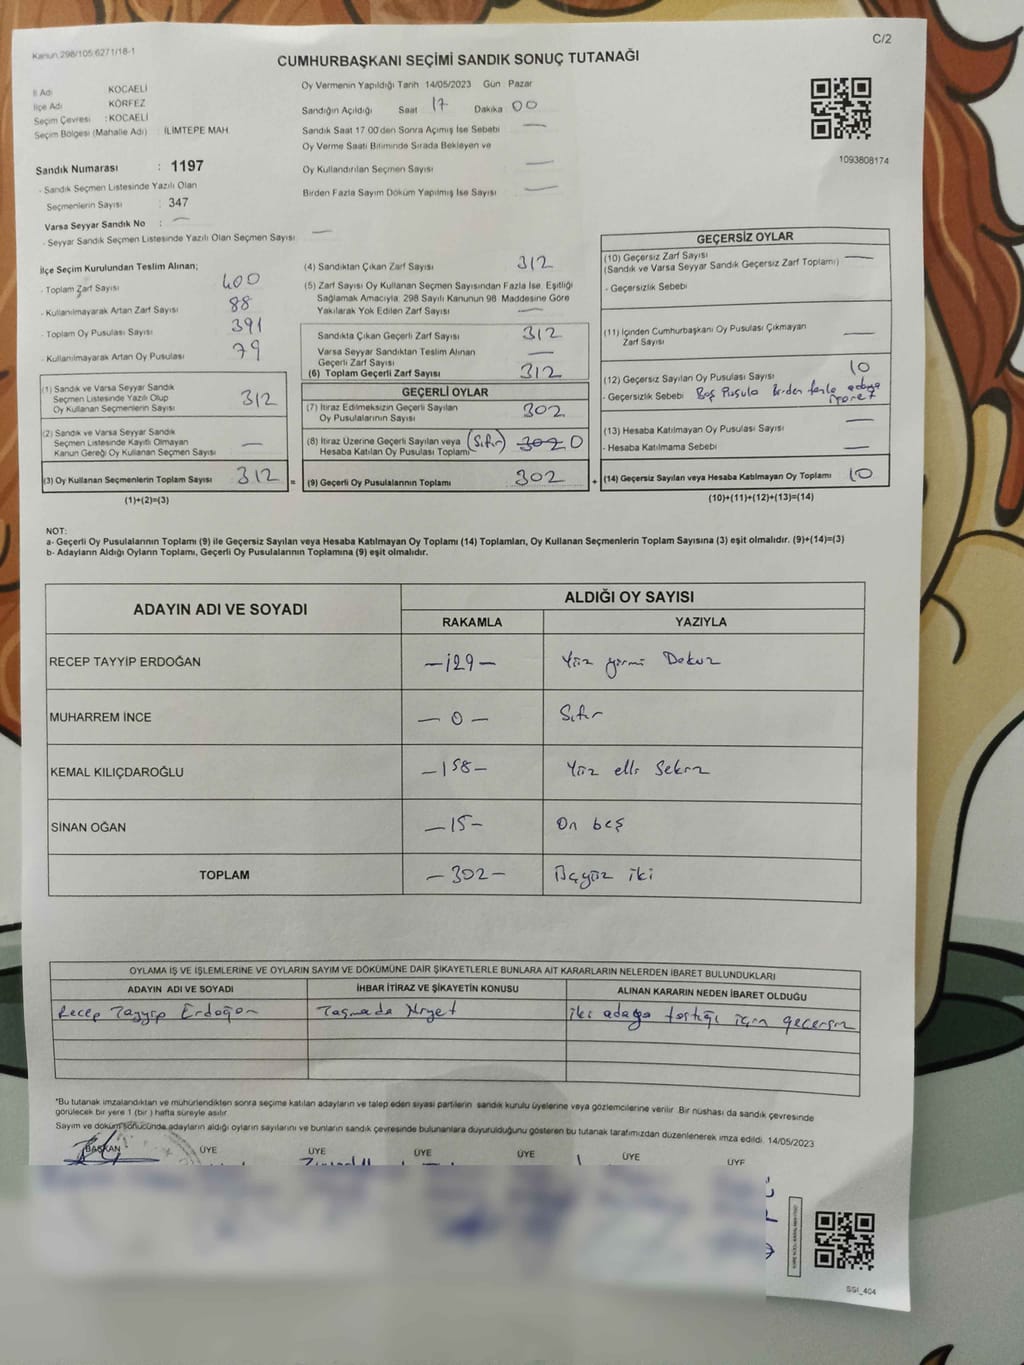 Kanun 298/105 6271/18-1
C/2
CUMHURBAŞKANI SEÇİMİ SANDIK SONUÇ TUTANAĞI
İl Adı KOCAELİ
İlçe Adı KÖRFEZ
Seçim Çevresi : KOCAELİ
Seçim Bölgesi (Mahalle Adı) İLİMTEPE MAH.
Sandık Numarası : 1197
- Sandık Seçmen Listesinde Yazılı Olan
Seçmenlerin Sayısı : 347
Varsa Seyyar Sandık No : —
- Seyyar Sandık Seçmen Listesinde Yazılı Olan Seçmen Sayısı —
Oy Vermenin Yapıldığı Tarih 14/05/2023 Gün Pazar
Sandığın Açıldığı Saat 17 Dakika 00
Sandık Saat 17.00'den Sonra Açımış İse Sebebi —
Oy Verme Saati Bitiminde Sırada Bekleyen ve
Oy Kullandırılan Seçmen Sayısı —
Birden Fazla Sayım Döküm Yapılmış İse Sayısı —
1093808174
İlçe Seçim Kurulundan Teslim Alınan;
- Toplam Zarf Sayısı 400
- Kullanılmayarak Artan Zarf Sayısı 88
- Toplam Oy Pusulası Sayısı 391
- Kullanılmayarak Artan Oy Pusulası 79
(1) Sandık ve Varsa Seyyar Sandık
Seçmen Listesinde Yazılı Olup
Oy Kullanan Seçmenlerin Sayısı 312
(2) Sandık ve Varsa Seyyar Sandık
Seçmen Listesinde Kayıtlı Olmayan
Kanun Gereği Oy Kullanan Seçmen Sayısı —
(3) Oy Kullanan Seçmenlerin Toplam Sayısı 312
(1)+(2)=(3)
(4) Sandıktan Çıkan Zarf Sayısı 312
(5) Zarf Sayısı Oy Kullanan Seçmen Sayısından Fazla İse, Eşitliği
Sağlamak Amacıyla, 298 Sayılı Kanunun 98. Maddesine Göre
Yakılarak Yok Edilen Zarf Sayısı —
Sandıkta Çıkan Geçerli Zarf Sayısı 312
Varsa Seyyar Sandıktan Teslim Alınan
Geçerli Zarf Sayısı —
(6) Toplam Geçerli Zarf Sayısı 312
GEÇERLİ OYLAR
(7) İtiraz Edilmeksizin Geçerli Sayılan
Oy Pusulalarının Sayısı 302
(8) İtiraz Üzerine Geçerli Sayılan veya
Hesaba Katılan Oy Pusulası Toplamı (Sıfır) 302 0
= (9) Geçerli Oy Pusulalarının Toplamı 302 +
GEÇERSİZ OYLAR
(10) Geçersiz Zarf Sayısı —
(Sandık ve Varsa Seyyar Sandık Geçersiz Zarf Toplamı)
- Geçersizlik Sebebi
(11) İçinden Cumhurbaşkanı Oy Pusulası Çıkmayan
Zarf Sayısı —
(12) Geçersiz Sayılan Oy Pusulası Sayısı 10
- Geçersizlik Sebebi Boş Pusula Birden fazla adaya işaret
(13) Hesaba Katılmayan Oy Pusulası Sayısı —
- Hesaba Katılmama Sebebi —
(14) Geçersiz Sayılan veya Hesaba Katılmayan Oy Toplamı 10
(10)+(11)+(12)+(13)=(14)
NOT:
a- Geçerli Oy Pusulalarının Toplamı (9) ile Geçersiz Sayılan veya Hesaba Katılmayan Oy Toplamı (14) Toplamları, Oy Kullanan Seçmenlerin Toplam Sayısına (3) eşit olmalıdır. (9)+(14)=(3)
b- Adayların Aldığı Oyların Toplamı, Geçerli Oy Pusulalarının Toplamına (9) eşit olmalıdır.
ADAYIN ADI VE SOYADI
ALDIĞI OY SAYISI
RAKAMLA YAZIYLA
RECEP TAYYİP ERDOĞAN —129— Yüz yirmi Dokuz
MUHARREM İNCE — 0 — Sıfır
KEMAL KILIÇDAROĞLU —158— Yüz elli Sekiz
SİNAN OĞAN —15— On beş
TOPLAM —302— Üçyüz iki
OYLAMA İŞ VE İŞLEMLERİNE VE OYLARIN SAYIM VE DÖKÜMÜNE DAİR ŞİKAYETLERLE BUNLARA AİT KARARLARIN NELERDEN İBARET BULUNDUKLARI
ADAYIN ADI VE SOYADI İHBAR İTİRAZ VE ŞİKAYETİN KONUSU ALINAN KARARIN NEDEN İBARET OLDUĞU
Recep Tayyip Erdoğan Taşmada Niyet iki adaya taştığı için geçersiz
*Bu tutanak imzalandıktan ve mühürlendikten sonra seçime katılan adayların ve talep eden siyasi partilerin sandık kurulu üyelerine veya gözlemcilerine verilir. Bir nüshası da sandık çevresinde
görülecek bir yere 1 (bir) hafta süreyle asılır.
Sayım ve döküm sonucunda adayların aldığı oyların sayılarını ve bunların sandık çevresinde bulunanlara duyurulduğunu gösteren bu tutanak tarafımızdan düzenlenerek imza edildi. 14/05/2023
BAŞKAN ÜYE ÜYE ÜYE ÜYE ÜYE ÜYE
SSI_404